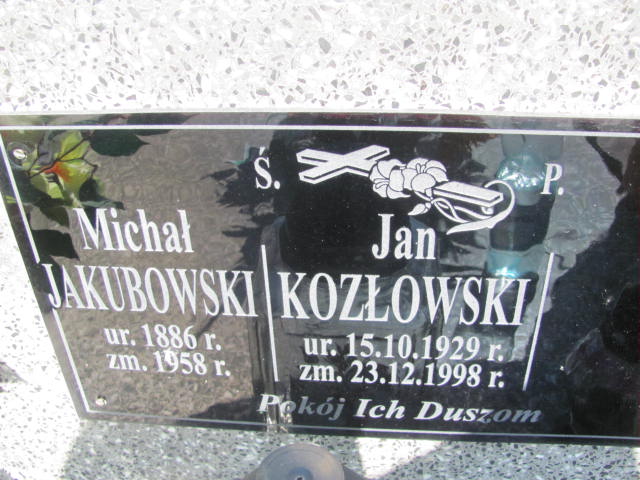 Ś. P.
Michał
JAKUBOWSKI
ur. 1886 r.
zm. 1958 r.
Jan
KOZŁOWSKI
ur. 15.10.1929 r.
zm. 23.12.1998 r.
Pokój Ich Duszom